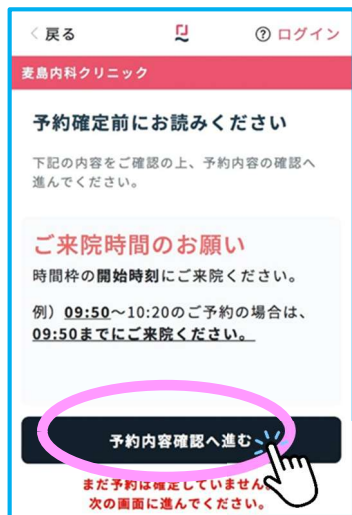 戻る
ログイン
麦島内科クリニック
予約確定前にお読みください
下記の内容をご確認の上、予約内容の確認へ
進んでください。
ご来院時間のお願い
時間枠の開始時刻にご来院ください。
例）09:50～10:20のご予約の場合は、
09:50までにご来院ください。
予約内容確認へ進む
まだ予約は確定していません。
次の画面に進んでください。